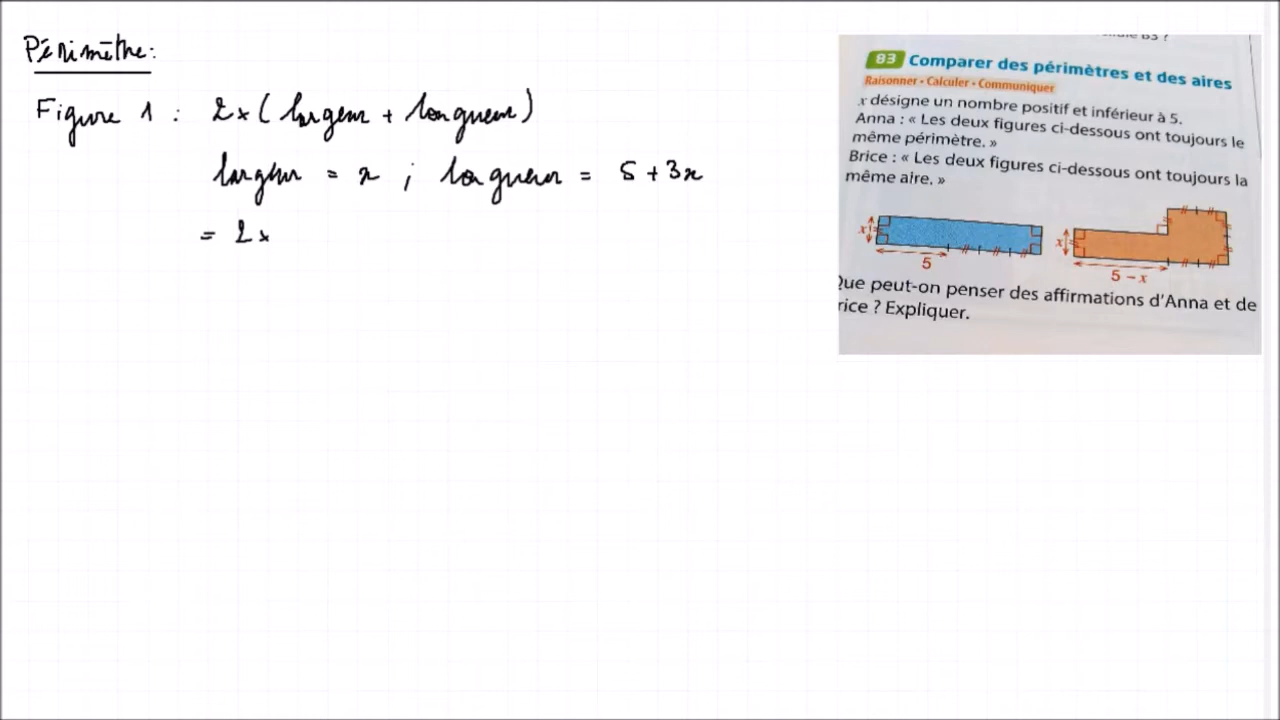 Périmètre:
Figure 1 : 2×(largeur + longueur)
largeur = x ; longueur = 5 + 3x
= 2×
83 Comparer des périmètres et des aires
Raisonner • Calculer • Communiquer
x désigne un nombre positif et inférieur à 5.
Anna : « Les deux figures ci-dessous ont toujours le
même périmètre. »
Brice : « Les deux figures ci-dessous ont toujours la
même aire. »
x
5
x
5 – x
Que peut-on penser des affirmations d'Anna et de
rice ? Expliquer.